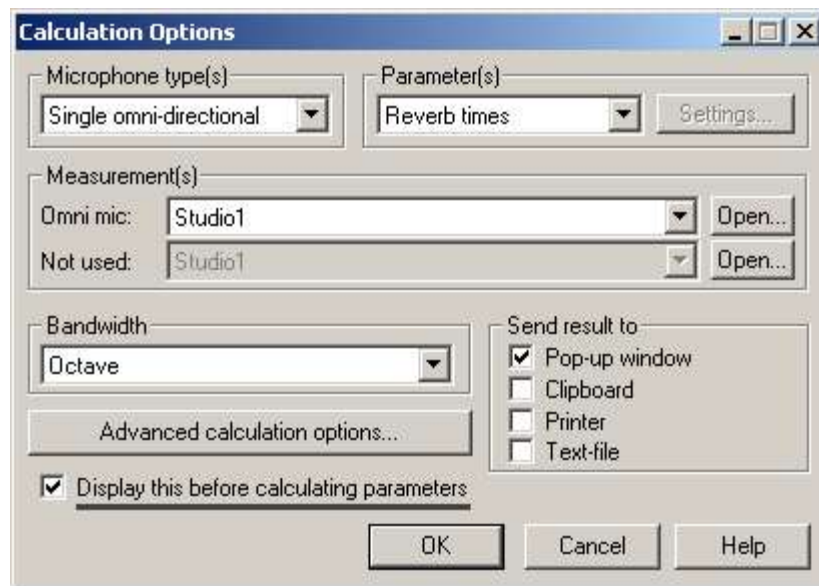 Calculation Options
Microphone type(s)
Parameter(s)
Single omni-directional
Reverb times
Settings...
Measurement(s)
Omni mic: Studio1 Open...
Not used: Studio1 Open...
Bandwidth
Send result to
Octave
Pop-up window
Clipboard
Printer
Text-file
Advanced calculation options...
Display this before calculating parameters
OK Cancel Help